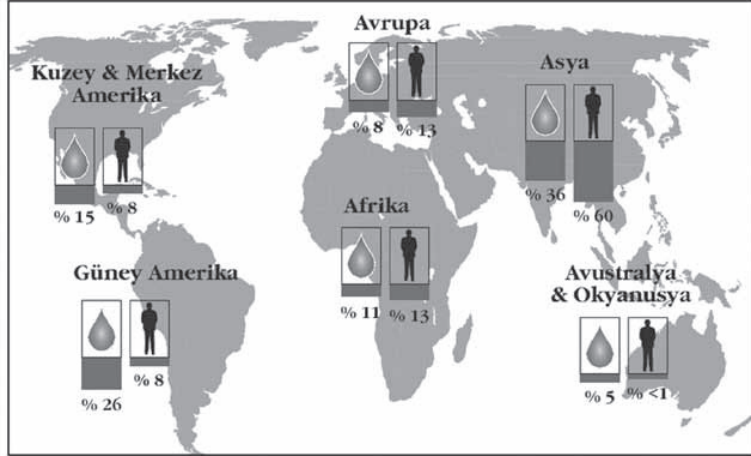 Avrupa
% 8 % 13
Kuzey & Merkez
Amerika
% 15 % 8
Asya
% 36 % 60
Afrika
% 11 % 13
Güney Amerika
% 26 % 8
Avustralya
& Okyanusya
% 5 % <1